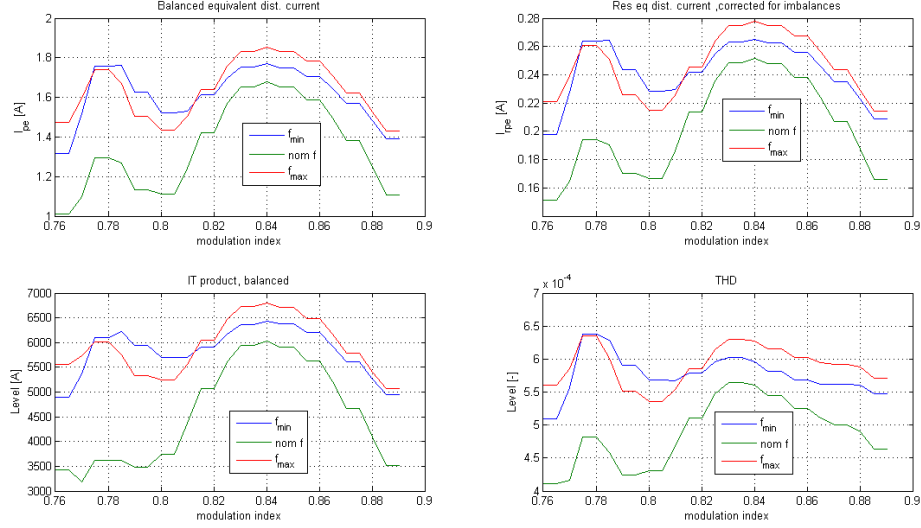 Balanced equivalent dist. current
2
1.8
1.6
1.4
1.2
1
I_pe [A]
f_min
nom f
f_max
0.76 0.78 0.8 0.82 0.84 0.86 0.88 0.9
modulation index
Res eq dist. current ,corrected for imbalances
0.28
0.26
0.24
0.22
0.2
0.18
0.16
I_rpe [A]
f_min
nom f
f_max
0.76 0.78 0.8 0.82 0.84 0.86 0.88 0.9
modulation index
IT product, balanced
7000
6500
6000
5500
5000
4500
4000
3500
3000
Level [A]
f_min
nom f
f_max
0.76 0.78 0.8 0.82 0.84 0.86 0.88 0.9
modulation index
THD
x 10^-4
7
6.5
6
5.5
5
4.5
4
Level [-]
f_min
nom f
f_max
0.76 0.78 0.8 0.82 0.84 0.86 0.88 0.9
modulation index